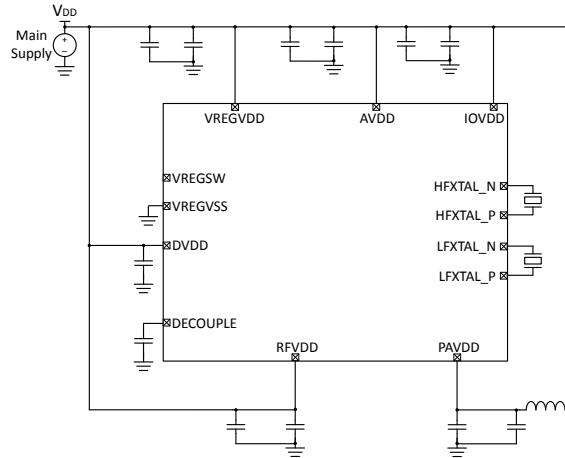 VDD
Main
Supply
VREGVDD
AVDD
IOVDD
VREGSW
HFXTAL_N
VREGVSS
HFXTAL_P
DVDD
LFXTAL_N
LFXTAL_P
DECOUPLE
RFVDD
PAVDD